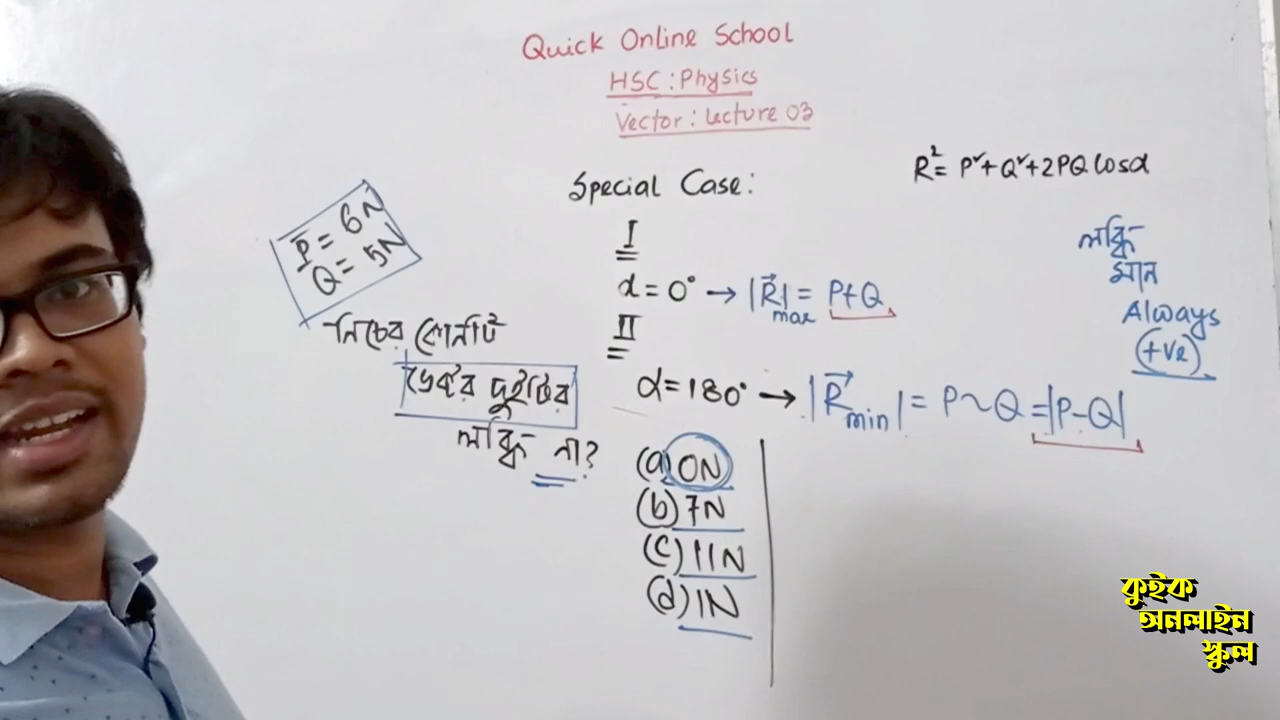 Quick Online School
HSC : Physics
Vector : Lecture 03
R² = P² + Q² + 2PQ Cosα
Special Case :
I
α = 0° → |R⃗|max = P+Q
II
α = 180° → |R⃗min| = P~Q = |P-Q|
লব্ধি
মান
Always
(+ve)
P = 6N
Q = 5N
নিচের কোনটি
ভেক্টর দুইটির
লব্ধি না?
(a) 0N
(b) 7N
(c) 11N
(d) 1N
কুইক
অনলাইন
স্কুল